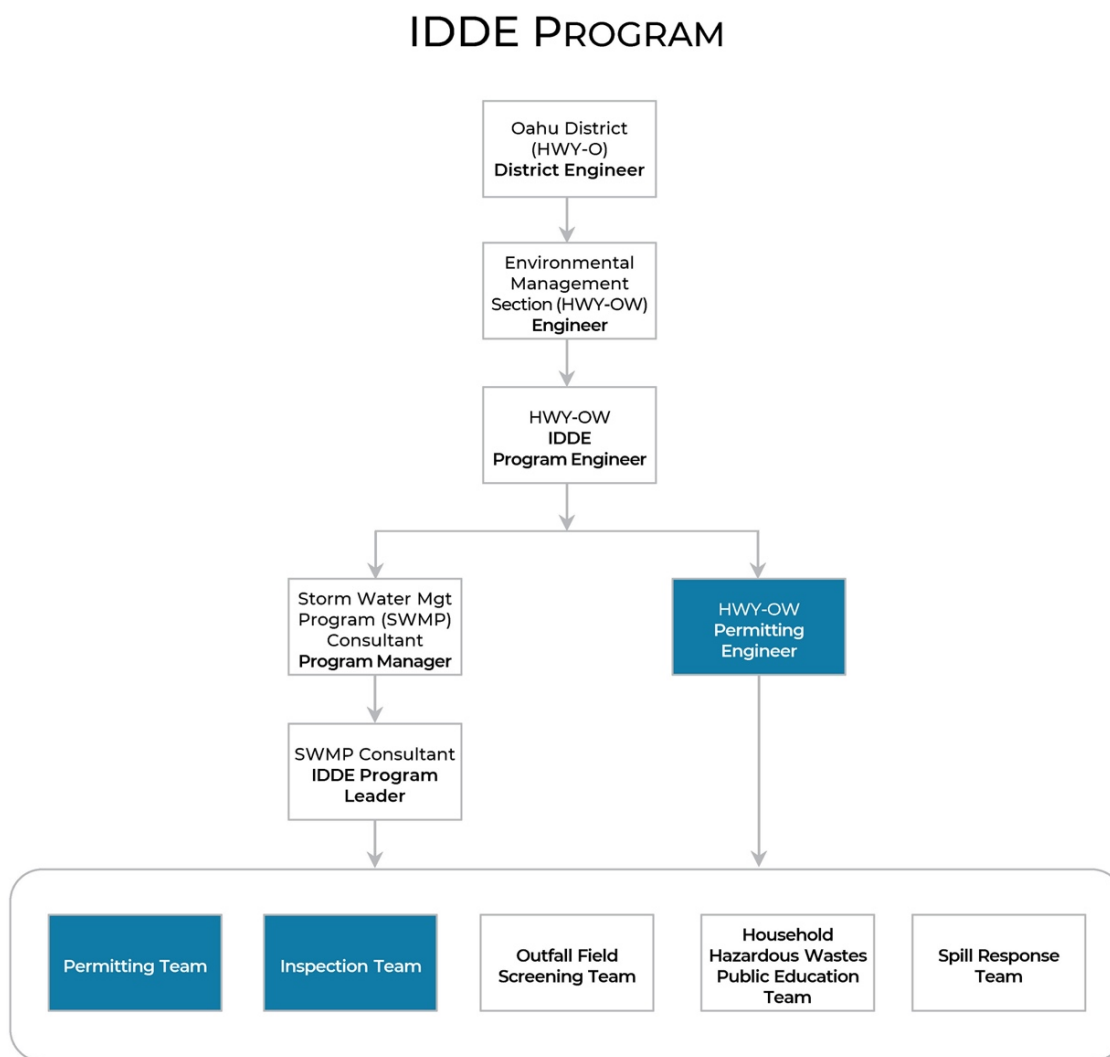 IDDE PROGRAM
Oahu District
(HWY-O)
District Engineer
Environmental
Management
Section (HWY-OW)
Engineer
HWY-OW
IDDE
Program Engineer
Storm Water Mgt
Program (SWMP)
Consultant
Program Manager
HWY-OW
Permitting
Engineer
SWMP Consultant
IDDE Program
Leader
Permitting Team
Inspection Team
Outfall Field
Screening Team
Household
Hazardous Wastes
Public Education
Team
Spill Response
Team